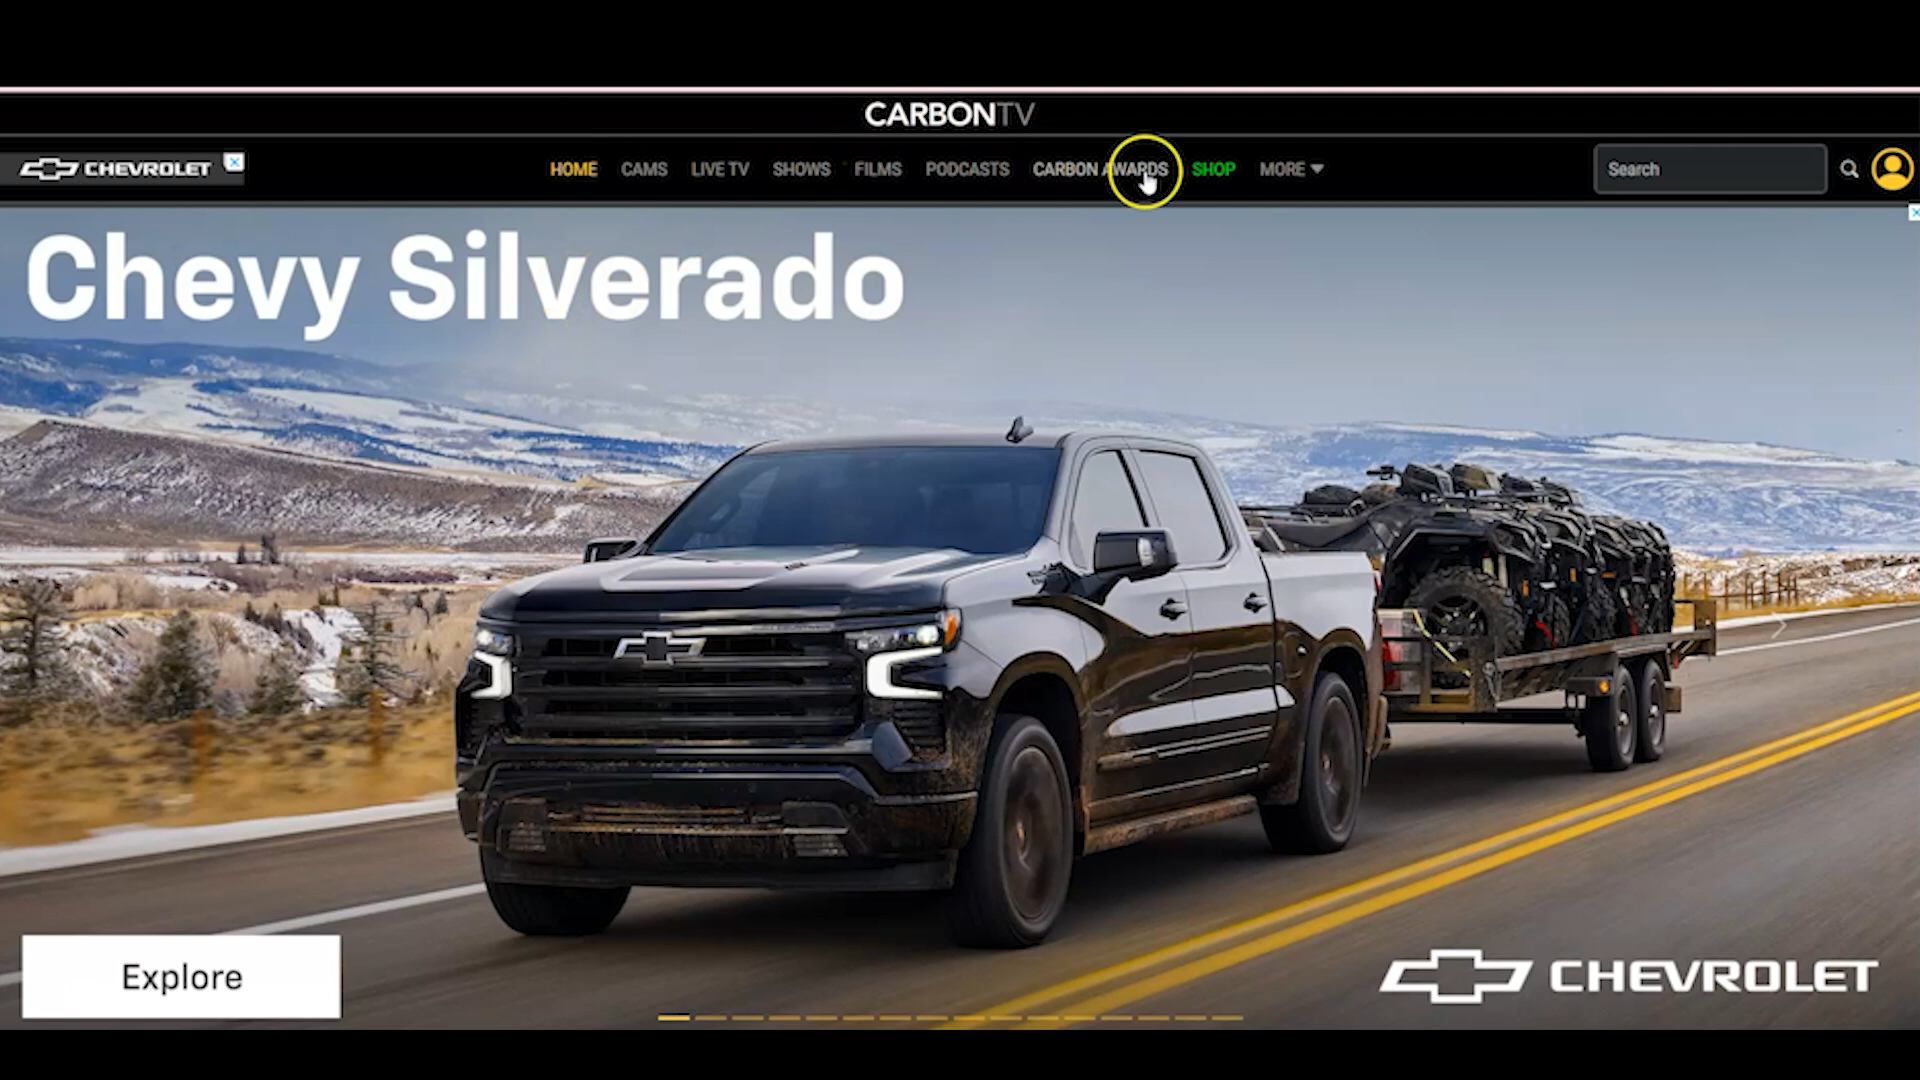 CARBONTV
CHEVROLET
HOME CAMS LIVE TV SHOWS FILMS PODCASTS CARBON AWARDS SHOP MORE
Search
Chevy Silverado
Explore
CHEVROLET